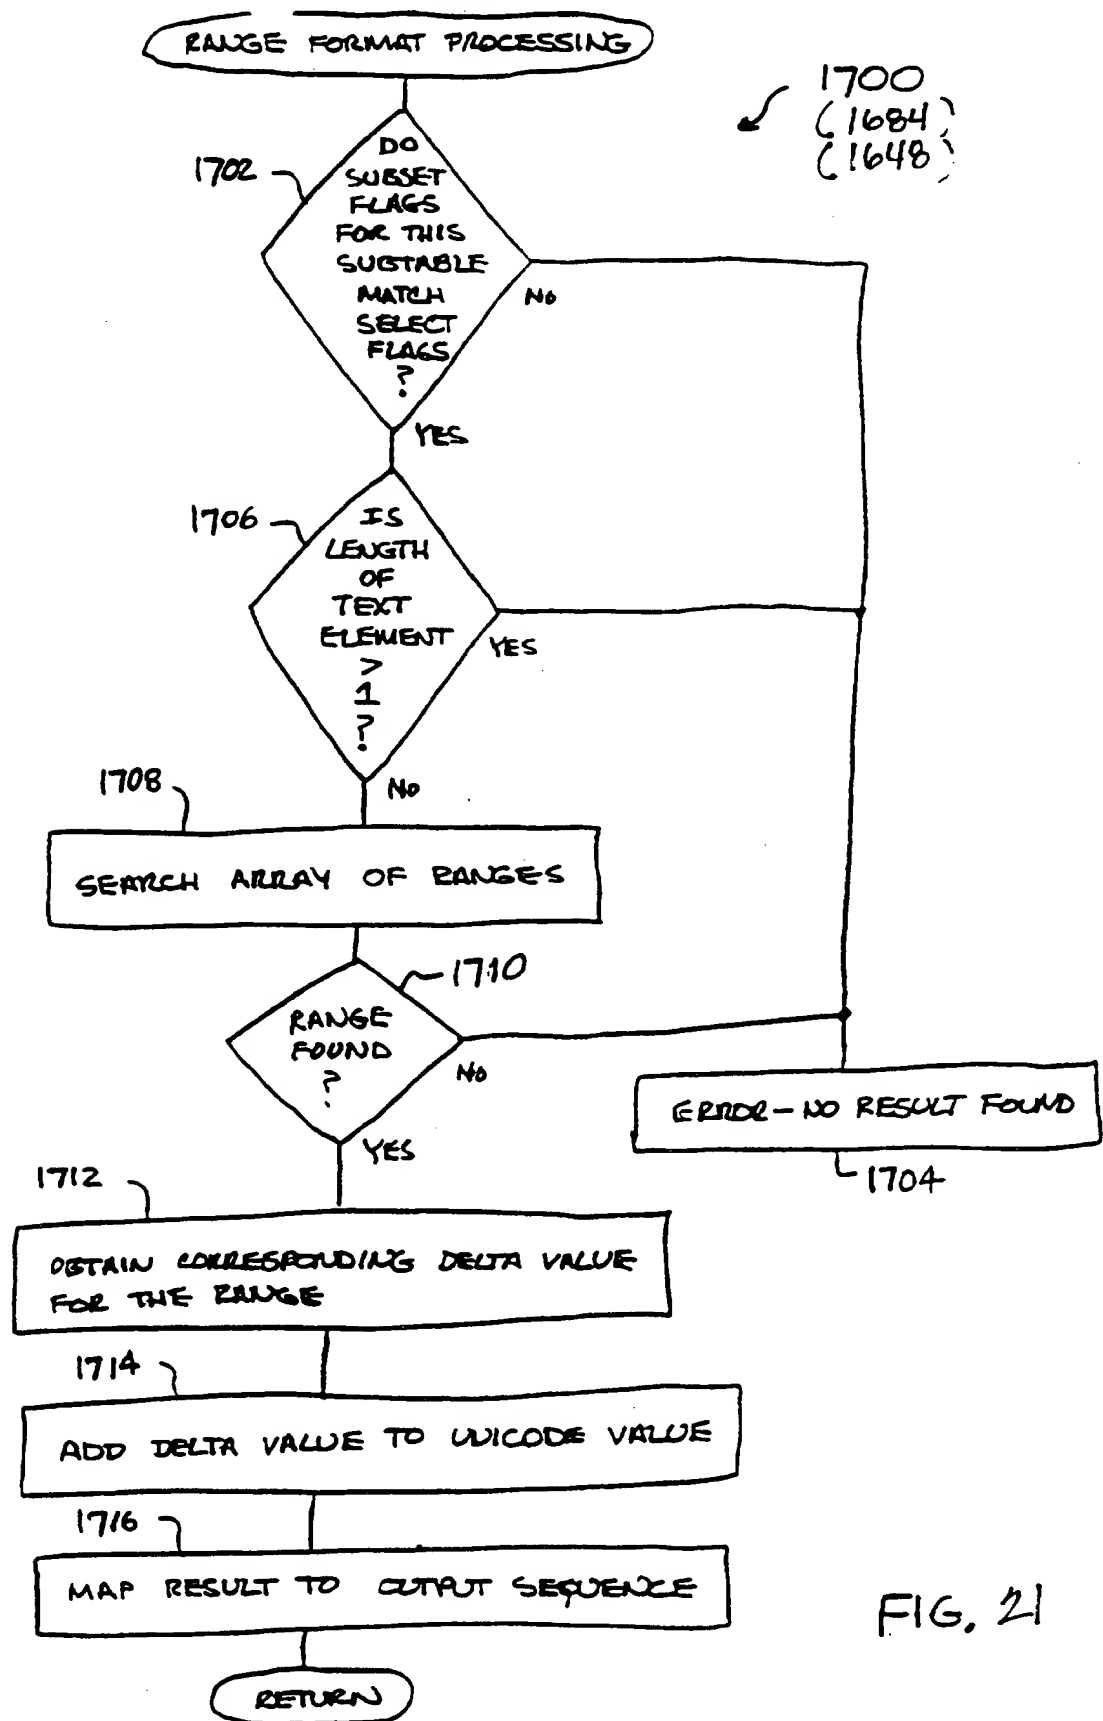 RANGE FORMAT PROCESSING
1700
(1684)
(1648)
1702
DO
SUBSET
FLAGS
FOR THIS
SUBTABLE
MATCH
SELECT
FLAGS
?
NO
YES
1706
IS
LENGTH
OF
TEXT
ELEMENT
>
1
?
YES
NO
1708
SEARCH ARRAY OF RANGES
1710
RANGE
FOUND
?
NO
YES
ERROR-NO RESULT FOUND
1704
1712
OBTAIN CORRESPONDING DELTA VALUE
FOR THE RANGE
1714
ADD DELTA VALUE TO UNICODE VALUE
1716
MAP RESULT TO OUTPUT SEQUENCE
RETURN
FIG. 21